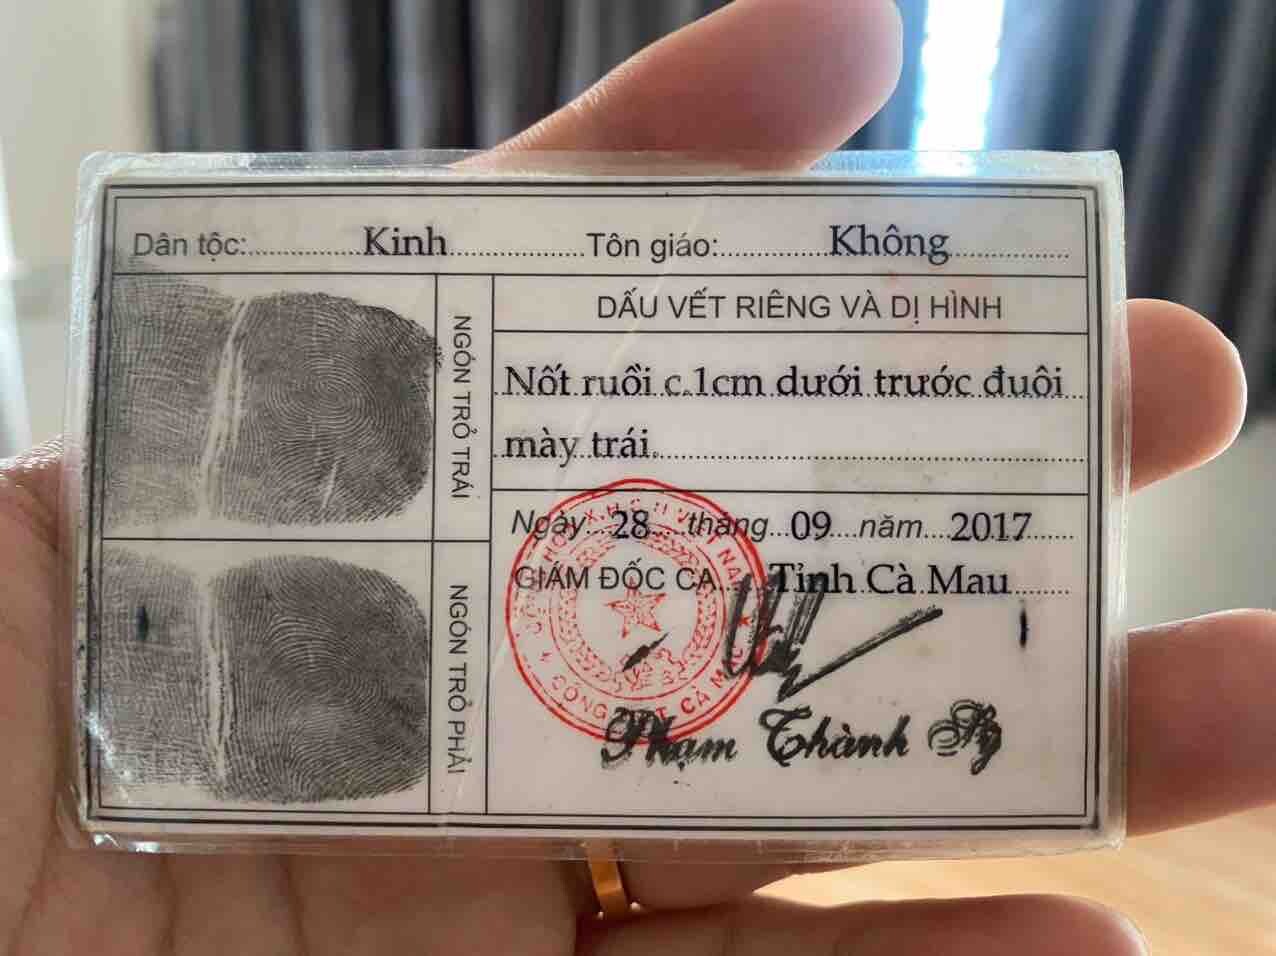 Dân tộc: Kinh Tôn giáo: Không
NGÓN TRỎ TRÁI
DẤU VẾT RIÊNG VÀ DỊ HÌNH
Nốt ruồi c.1cm dưới trước đuôi
mày trái.
Ngày 28 tháng 09 năm 2017
GIÁM ĐỐC CA Tỉnh Cà Mau
NGÓN TRỎ PHẢI
Phạm Thành Sỹ